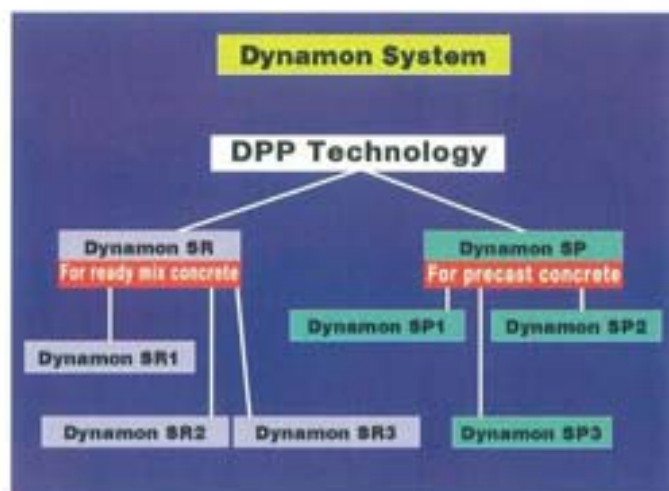 Dynamon System
DPP Technology
Dynamon SR
For ready mix concrete
Dynamon SP
For precast concrete
Dynamon SP1
Dynamon SP2
Dynamon SR1
Dynamon SR2
Dynamon SR3
Dynamon SP3